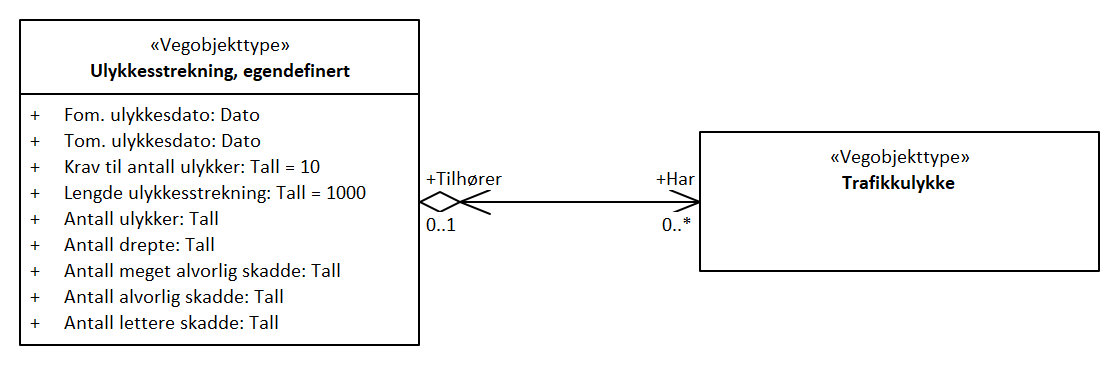 «Vegobjekttype»
Ulykkesstrekning, egendefinert
+ Fom. ulykkesdato: Dato
+ Tom. ulykkesdato: Dato
+ Krav til antall ulykker: Tall = 10
+ Lengde ulykkesstrekning: Tall = 1000
+ Antall ulykker: Tall
+ Antall drepte: Tall
+ Antall meget alvorlig skadde: Tall
+ Antall alvorlig skadde: Tall
+ Antall lettere skadde: Tall
+Tilhører
0..1
+Har
0..*
«Vegobjekttype»
Trafikkulykke